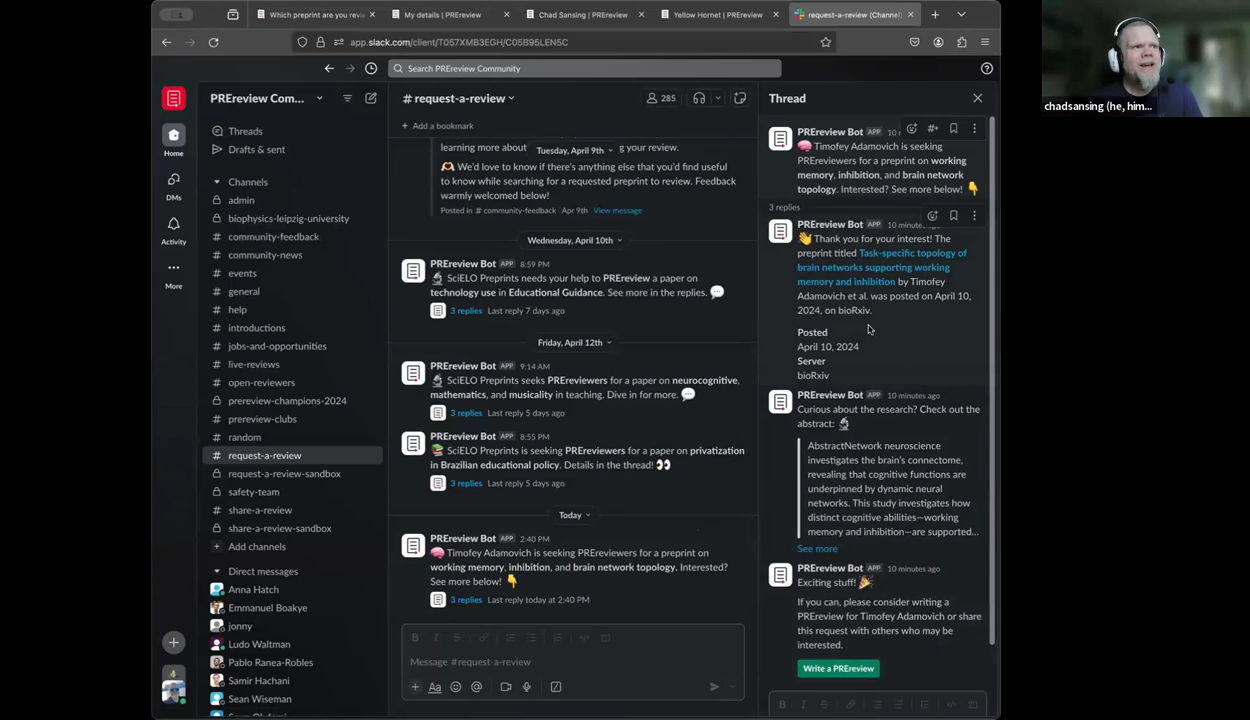 Which preprint are you revie
My details | PREreview
Chad Sansing | PREreview
Yellow Hornet | PREreview
request-a-review (Channel)
app.slack.com/client/T057XMB3EGH/C05B95LEN5C
Search PREreview Community
PREreview Com...
Threads
Drafts & sent
Channels
admin
biophysics-leipzig-university
community-feedback
community-news
events
general
help
introductions
jobs-and-opportunities
live-reviews
open-reviewers
prereview-champions-2024
prereview-clubs
random
request-a-review
request-a-review-sandbox
safety-team
share-a-review
share-a-review-sandbox
Add channels
Direct messages
Anna Hatch
Emmanuel Boakye
jonny
Ludo Waltman
Pablo Ranea-Robles
Samir Hachani
Sean Wiseman
Home
DMs
Activity
More
# request-a-review
285
+ Add a bookmark
learning more about
Tuesday, April 9th
g your review.
We'd love to know if there's anything else that you'd find useful
to know while searching for a requested preprint to review. Feedback
warmly welcomed below!
Posted in # community-feedback | Apr 9th | View message
Wednesday, April 10th
PREreview Bot APP 8:59 PM
SciELO Preprints needs your help to PREreview a paper on
technology use in Educational Guidance. See more in the replies.
3 replies Last reply 7 days ago
Friday, April 12th
PREreview Bot APP 9:14 AM
SciELO Preprints seeks PREreviewers for a paper on neurocognitive,
mathematics, and musicality in teaching. Dive in for more.
3 replies Last reply 5 days ago
PREreview Bot APP 8:55 PM
SciELO Preprints is seeking PREreviewers for a paper on privatization
in Brazilian educational policy. Details in the thread!
3 replies Last reply 5 days ago
Today
PREreview Bot APP 2:40 PM
Timofey Adamovich is seeking PREreviewers for a preprint on
working memory, inhibition, and brain network topology. Interested?
See more below!
3 replies Last reply today at 2:40 PM
Message #request-a-review
Thread
PREreview Bot APP 10
Timofey Adamovich is seeking
PREreviewers for a preprint on working
memory, inhibition, and brain network
topology. Interested? See more below!
3 replies
PREreview Bot APP 10 minute
Thank you for your interest! The
preprint titled Task-specific topology of
brain networks supporting working
memory and inhibition by Timofey
Adamovich et al. was posted on April 10,
2024, on bioRxiv.
Posted
April 10, 2024
Server
bioRxiv
PREreview Bot APP 10 minutes ago
Curious about the research? Check out the
abstract:
AbstractNetwork neuroscience
investigates the brain's connectome,
revealing that cognitive functions are
underpinned by dynamic neural
networks. This study investigates how
distinct cognitive abilities—working
memory and inhibition—are supported...
See more
PREreview Bot APP 10 minutes ago
Exciting stuff!
If you can, please consider writing a
PREreview for Timofey Adamovich or share
this request with others who may be
interested.
Write a PREreview
chadsansing (he, him...